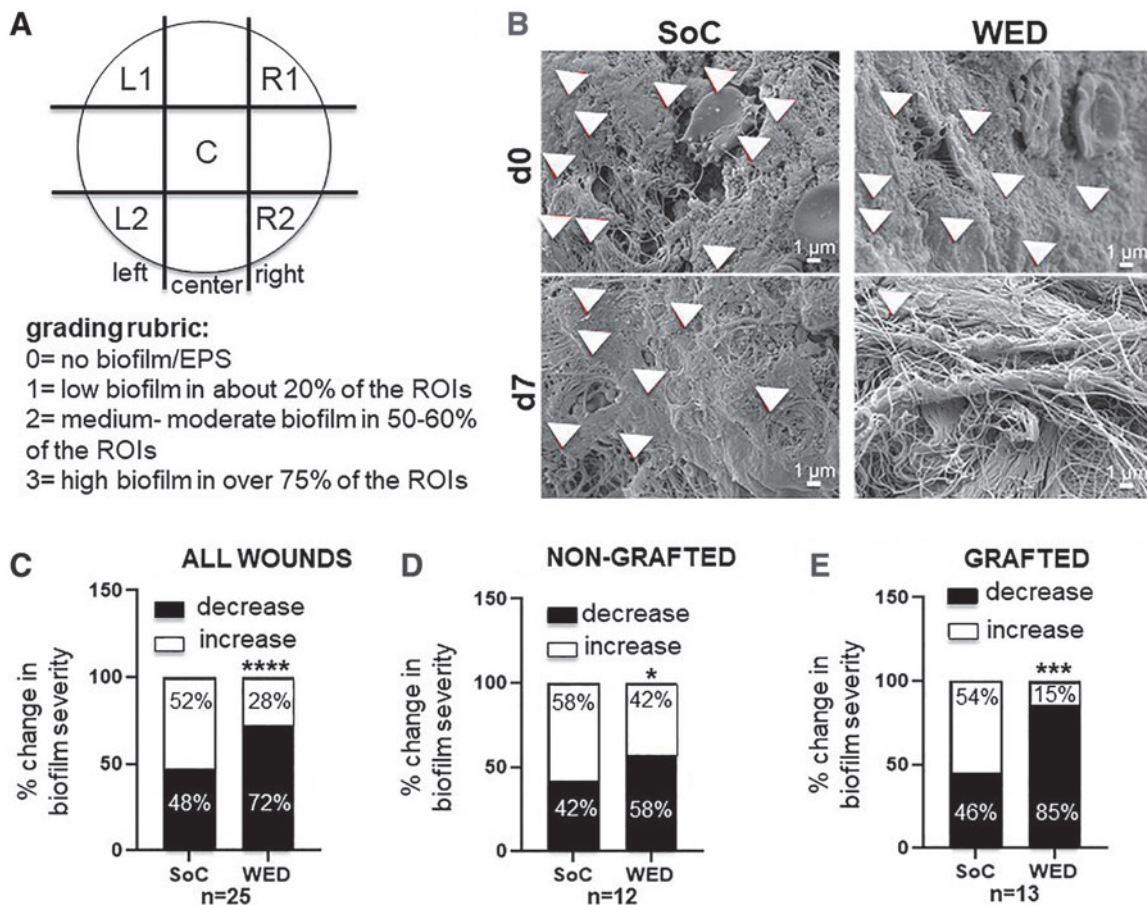 A
L1
R1
C
L2
R2
left
center
right
grading rubric:
0= no biofilm/EPS
1= low biofilm in about 20% of the ROIs
2= medium- moderate biofilm in 50-60%
of the ROIs
3= high biofilm in over 75% of the ROIs
B
SoC
WED
d0
1 µm
1 µm
d7
1 µm
1 µm
C
ALL WOUNDS
% change in
biofilm severity
150
100
50
0
decrease
increase
****
52%
28%
48%
72%
SoC
WED
n=25
D
NON-GRAFTED
% change in
biofilm severity
150
100
50
0
decrease
increase
*
58%
42%
42%
58%
SoC
WED
n=12
E
GRAFTED
% change in
biofilm severity
150
100
50
0
decrease
increase
***
54%
15%
46%
85%
SoC
WED
n=13